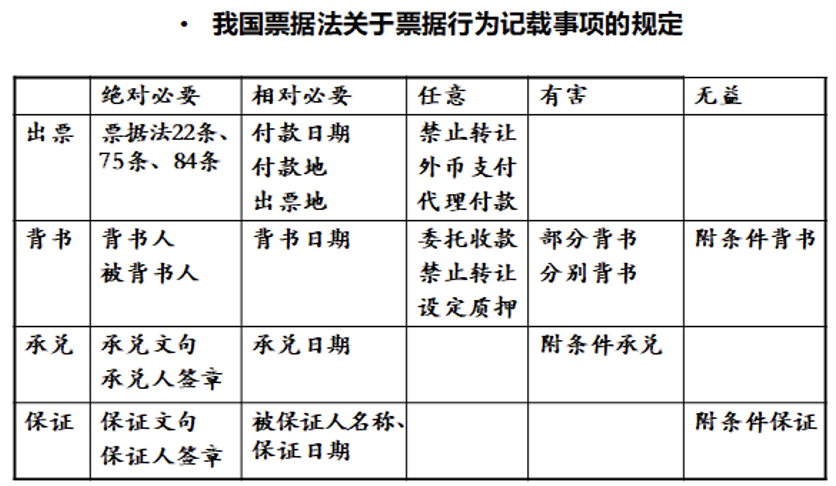 • 我国票据法关于票据行为记载事项的规定
绝对必要 相对必要 任意 有害 无益
出票 票据法22条、 付款日期 禁止转让
75条、84条 付款地 外币支付
出票地 代理付款
背书 背书人 背书日期 委托收款 部分背书 附条件背书
被背书人 禁止转让 分别背书
设定质押
承兑 承兑文句 承兑日期 附条件承兑
承兑人签章
保证 保证文句 被保证人名称、 附条件保证
保证人签章 保证日期